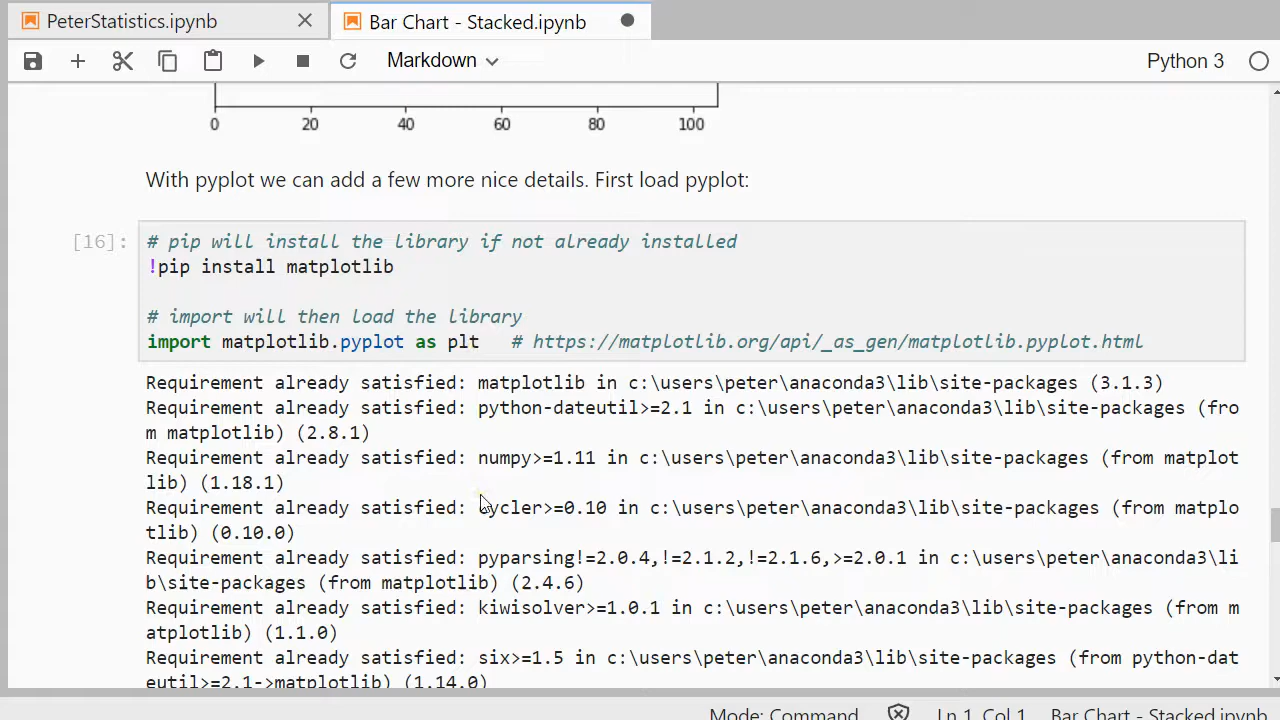 PeterStatistics.ipynb
Bar Chart - Stacked.ipynb
Markdown
Python 3
0 20 40 60 80 100
With pyplot we can add a few more nice details. First load pyplot:
[16]:
# pip will install the library if not already installed
!pip install matplotlib
# import will then load the library
import matplotlib.pyplot as plt # https://matplotlib.org/api/_as_gen/matplotlib.pyplot.html
Requirement already satisfied: matplotlib in c:\users\peter\anaconda3\lib\site-packages (3.1.3)
Requirement already satisfied: python-dateutil>=2.1 in c:\users\peter\anaconda3\lib\site-packages (fro
m matplotlib) (2.8.1)
Requirement already satisfied: numpy>=1.11 in c:\users\peter\anaconda3\lib\site-packages (from matplot
lib) (1.18.1)
Requirement already satisfied: cycler>=0.10 in c:\users\peter\anaconda3\lib\site-packages (from matplo
tlib) (0.10.0)
Requirement already satisfied: pyparsing!=2.0.4,!=2.1.2,!=2.1.6,>=2.0.1 in c:\users\peter\anaconda3\li
b\site-packages (from matplotlib) (2.4.6)
Requirement already satisfied: kiwisolver>=1.0.1 in c:\users\peter\anaconda3\lib\site-packages (from m
atplotlib) (1.1.0)
Requirement already satisfied: six>=1.5 in c:\users\peter\anaconda3\lib\site-packages (from python-dat
eutil>=2.1->matplotlib) (1.14.0)
Mode: Command
Ln 1, Col 1
Bar Chart - Stacked.ipynb